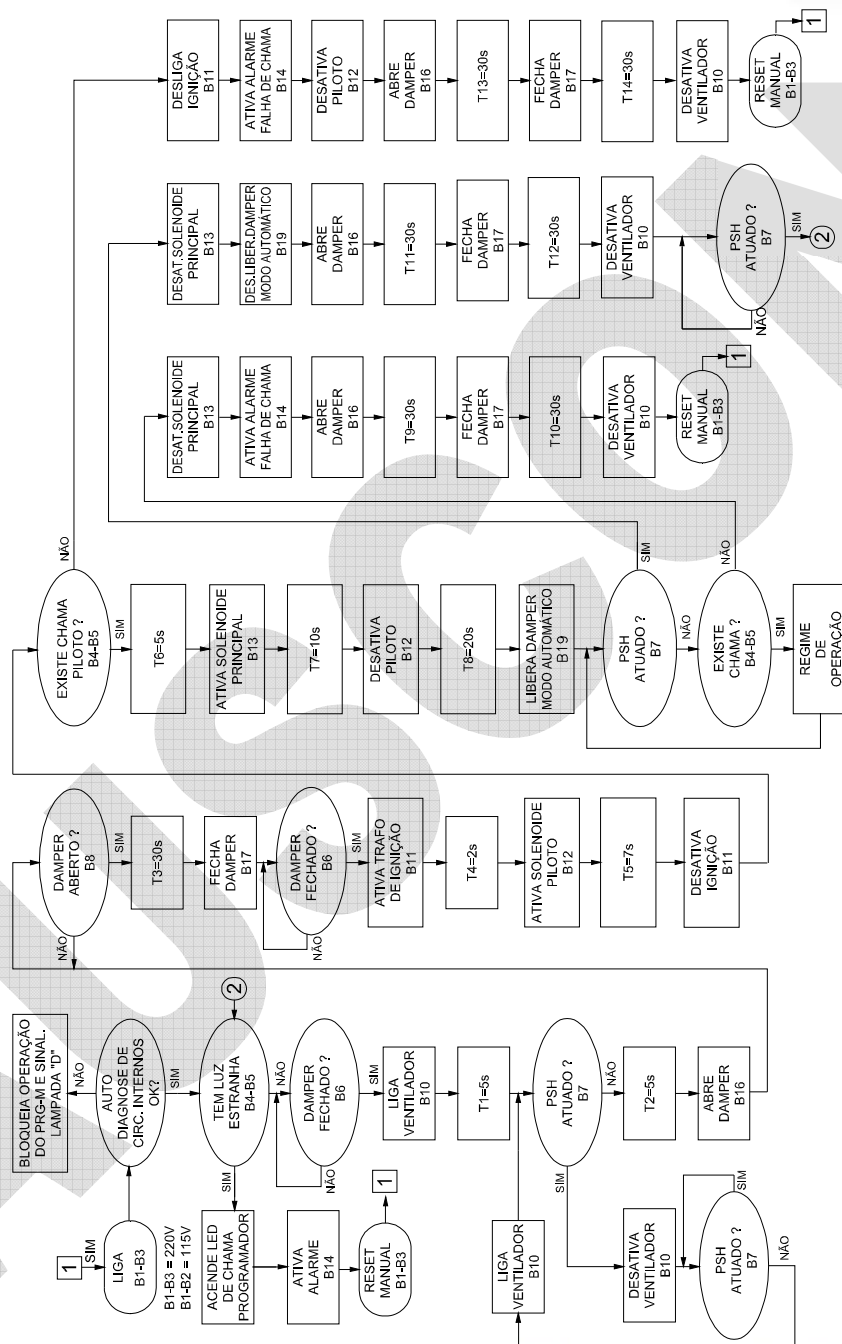 1
SIM
LIGA
B1-B3
B1-B3 = 220V
B1-B2 = 115V
AUTO
DIAGNOSE DE
CIRC. INTERNOS
OK?
NÃO
BLOQUEIA OPERAÇÃO
DO PRG-M E SINAL.
LAMPADA "D"
SIM
TEM LUZ
ESTRANHA
B4-B5
2
SIM
ACENDE LED
DE CHAMA
PROGRAMADOR
ATIVA
ALARME
B14
RESET
MANUAL
B1-B3
1
NÃO
DAMPER
FECHADO ?
B6
NÃO
SIM
LIGA
VENTILADOR
B10
T1=5s
LIGA
VENTILADOR
B10
PSH
ATUADO ?
B7
SIM
DESATIVA
VENTILADOR
B10
PSH
ATUADO ?
B7
SIM
NÃO
NÃO
T2=5s
ABRE
DAMPER
B16
DAMPER
ABERTO ?
B8
NÃO
SIM
T3=30s
FECHA
DAMPER
B17
DAMPER
FECHADO ?
B6
NÃO
SIM
ATIVA TRAFO
DE IGNIÇÃO
B11
T4=2s
ATIVA SOLENOIDE
PILOTO
B12
T5=7s
DESATIVA
IGNIÇÃO
B11
EXISTE CHAMA
PILOTO ?
B4-B5
NÃO
SIM
T6=5s
ATIVA SOLENOIDE
PRINCIPAL
B13
T7=10s
DESATIVA
PILOTO
B12
T8=20s
LIBERA DAMPER
MODO AUTOMÁTICO
B19
PSH
ATUADO ?
B7
SIM
NÃO
EXISTE
CHAMA ?
B4-B5
NÃO
SIM
REGIME
DE
OPERAÇÃO
DESAT.SOLENOIDE
PRINCIPAL
B13
ATIVA ALARME
FALHA DE CHAMA
B14
ABRE
DAMPER
B16
T9=30s
FECHA
DAMPER
B17
T10=30s
DESATIVA
VENTILADOR
B10
RESET
MANUAL
B1-B3
1
DESAT.SOLENOIDE
PRINCIPAL
B13
DES.LIBER.DAMPER
MODO AUTOMÁTICO
B19
ABRE
DAMPER
B16
T11=30s
FECHA
DAMPER
B17
T12=30s
DESATIVA
VENTILADOR
B10
PSH
ATUADO ?
B7
NÃO
SIM
2
DESLIGA
IGNIÇÃO
B11
ATIVA ALARME
FALHA DE CHAMA
B14
DESATIVA
PILOTO
B12
ABRE
DAMPER
B16
T13=30s
FECHA
DAMPER
B17
T14=30s
DESATIVA
VENTILADOR
B10
RESET
MANUAL
B1-B3
1